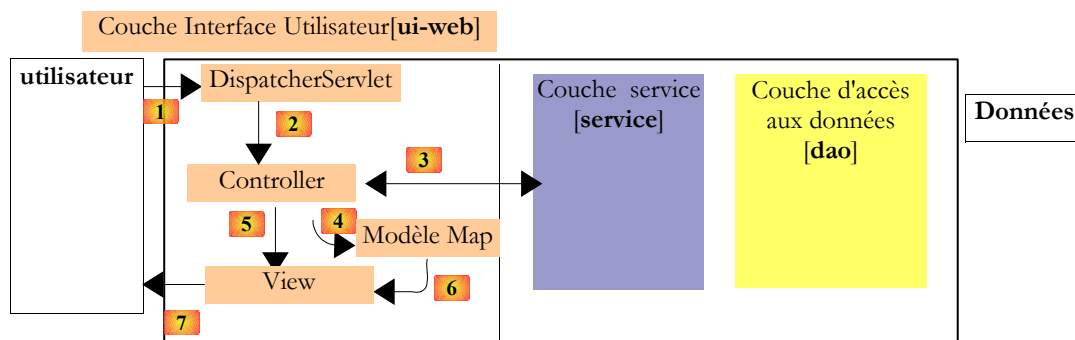 Couche Interface Utilisateur[ui-web]
utilisateur
1
DispatcherServlet
2
Controller
3
4
5
Modèle Map
View
6
7
Couche service
[service]
Couche d'accès
aux données
[dao]
Données